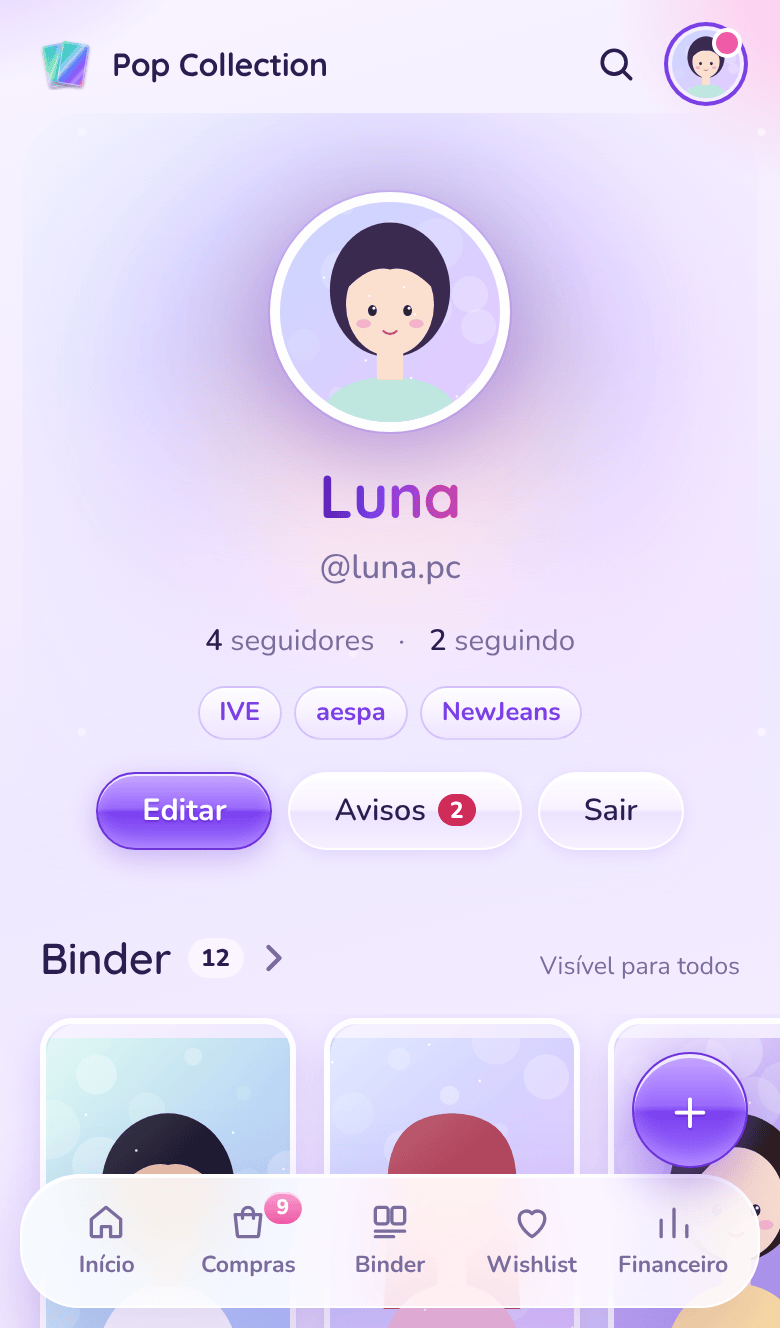 Pop Collection
Luna
@luna.pc
4 seguidores · 2 seguindo
IVE aespa NewJeans
Editar Avisos 2 Sair
Binder 12 Visível para todos
9
Início Compras Binder Wishlist Financeiro